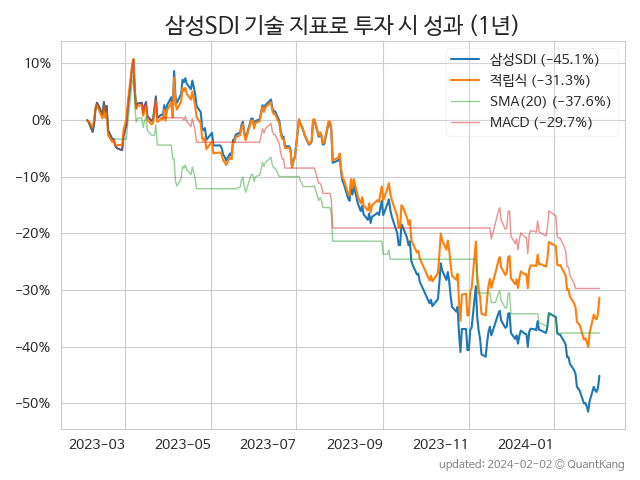 삼성SDI 기술 지표로 투자 시 성과 (1년)
삼성SDI (−45.1%)
적립식 (−31.3%)
SMA(20) (−37.6%)
MACD (−29.7%)
10%
0%
−10%
−20%
−30%
−40%
−50%
2023-03 2023-05 2023-07 2023-09 2023-11 2024-01
updated: 2024-02-02 © QuantKang